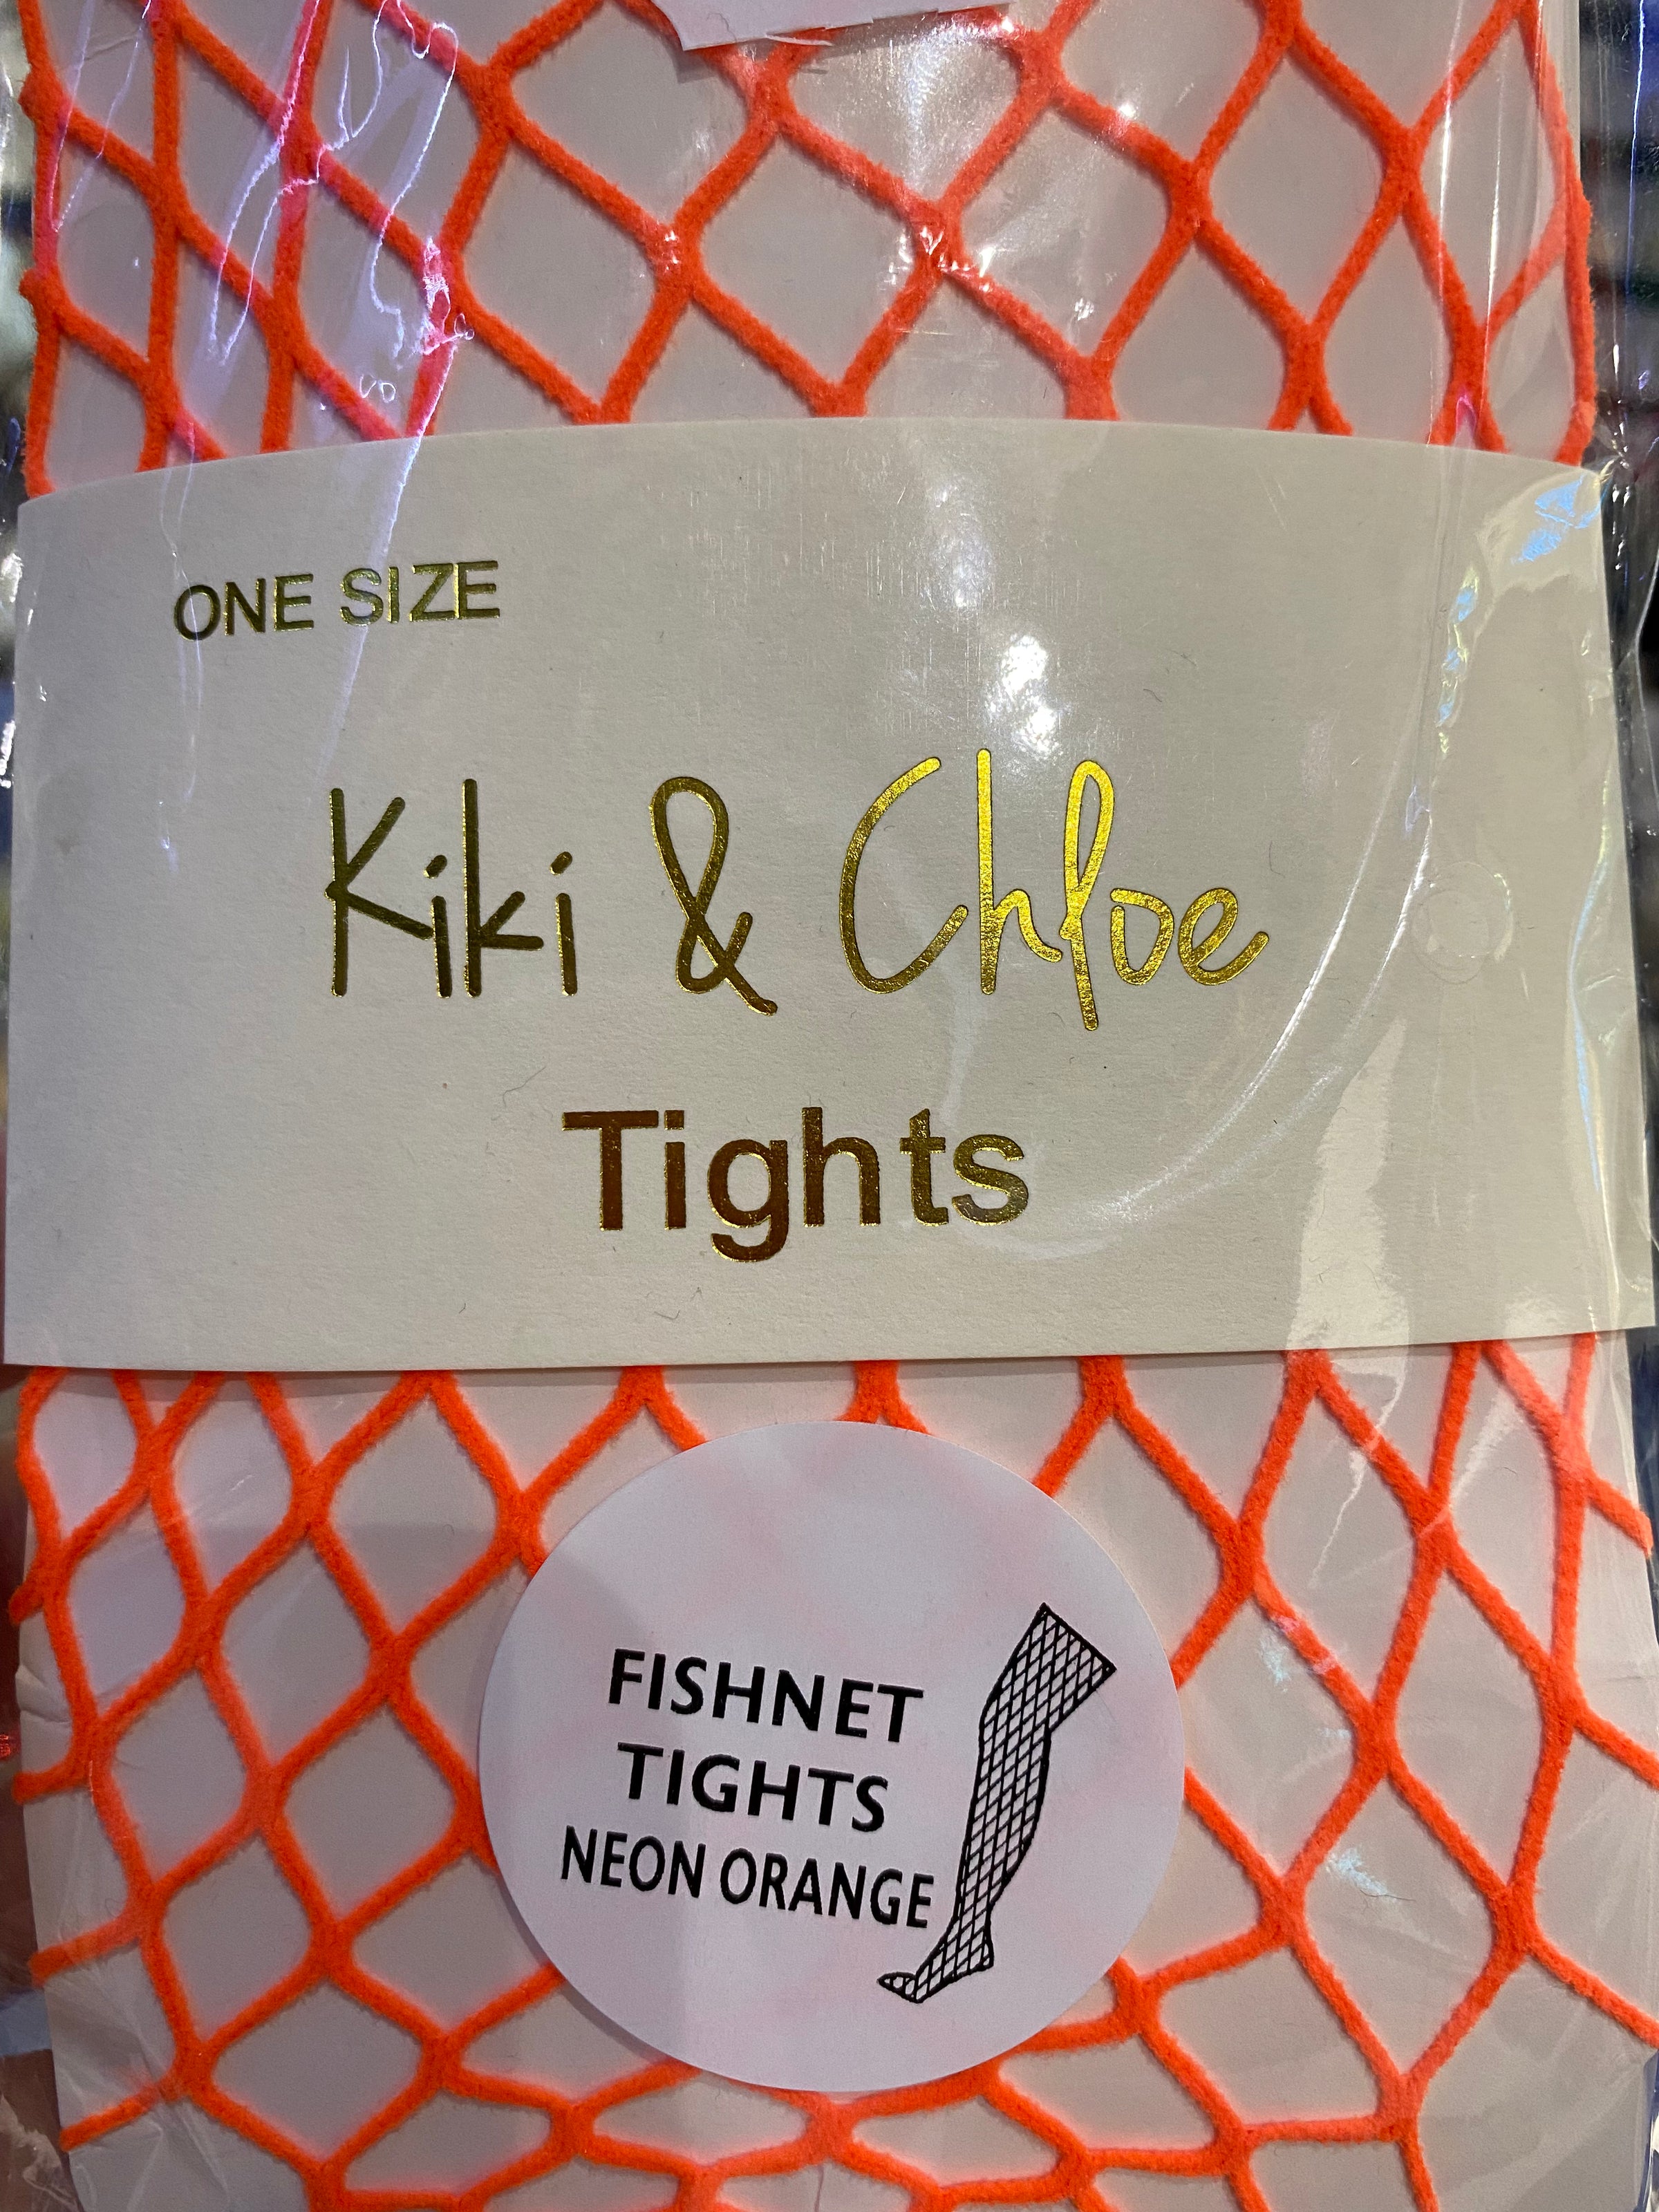 ONE SIZE
Kiki & Chloe
Tights
FISHNET
TIGHTS
NEON ORANGE